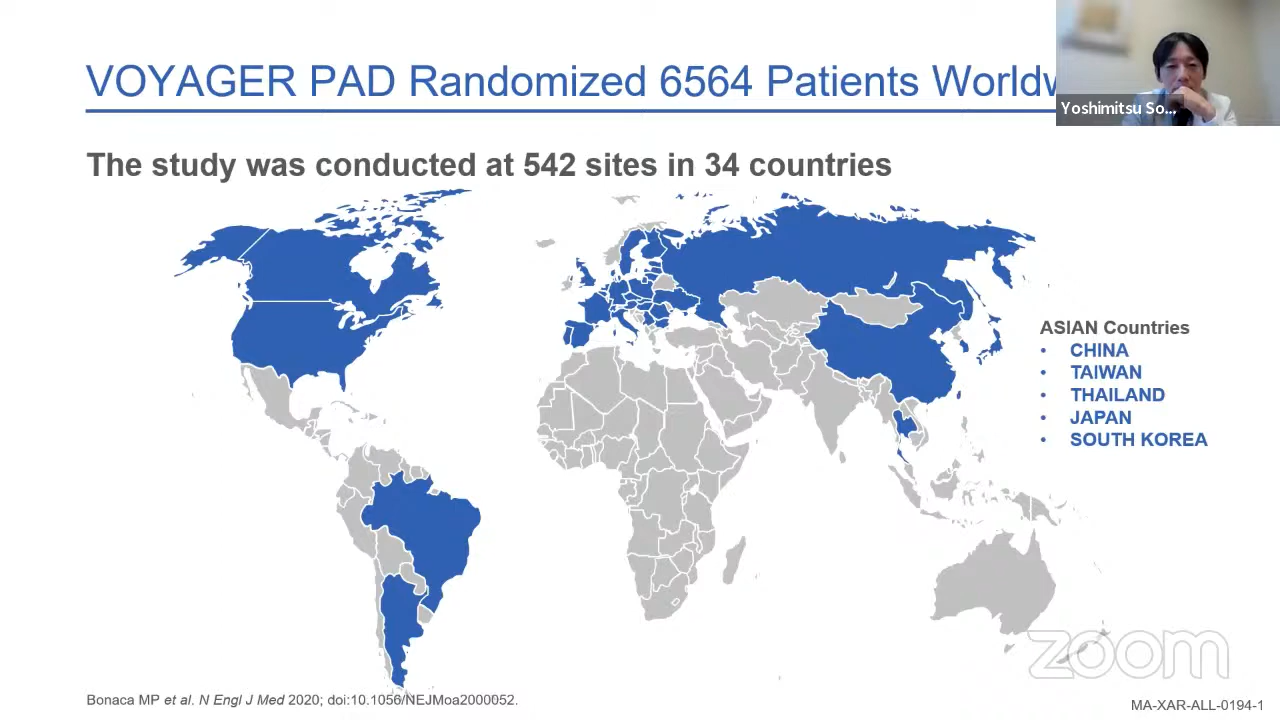 VOYAGER PAD Randomized 6564 Patients Worldw
Yoshimitsu So...
The study was conducted at 542 sites in 34 countries
ASIAN Countries
• CHINA
• TAIWAN
• THAILAND
• JAPAN
• SOUTH KOREA
zoom
Bonaca MP et al. N Engl J Med 2020; doi:10.1056/NEJMoa2000052.
MA-XAR-ALL-0194-1